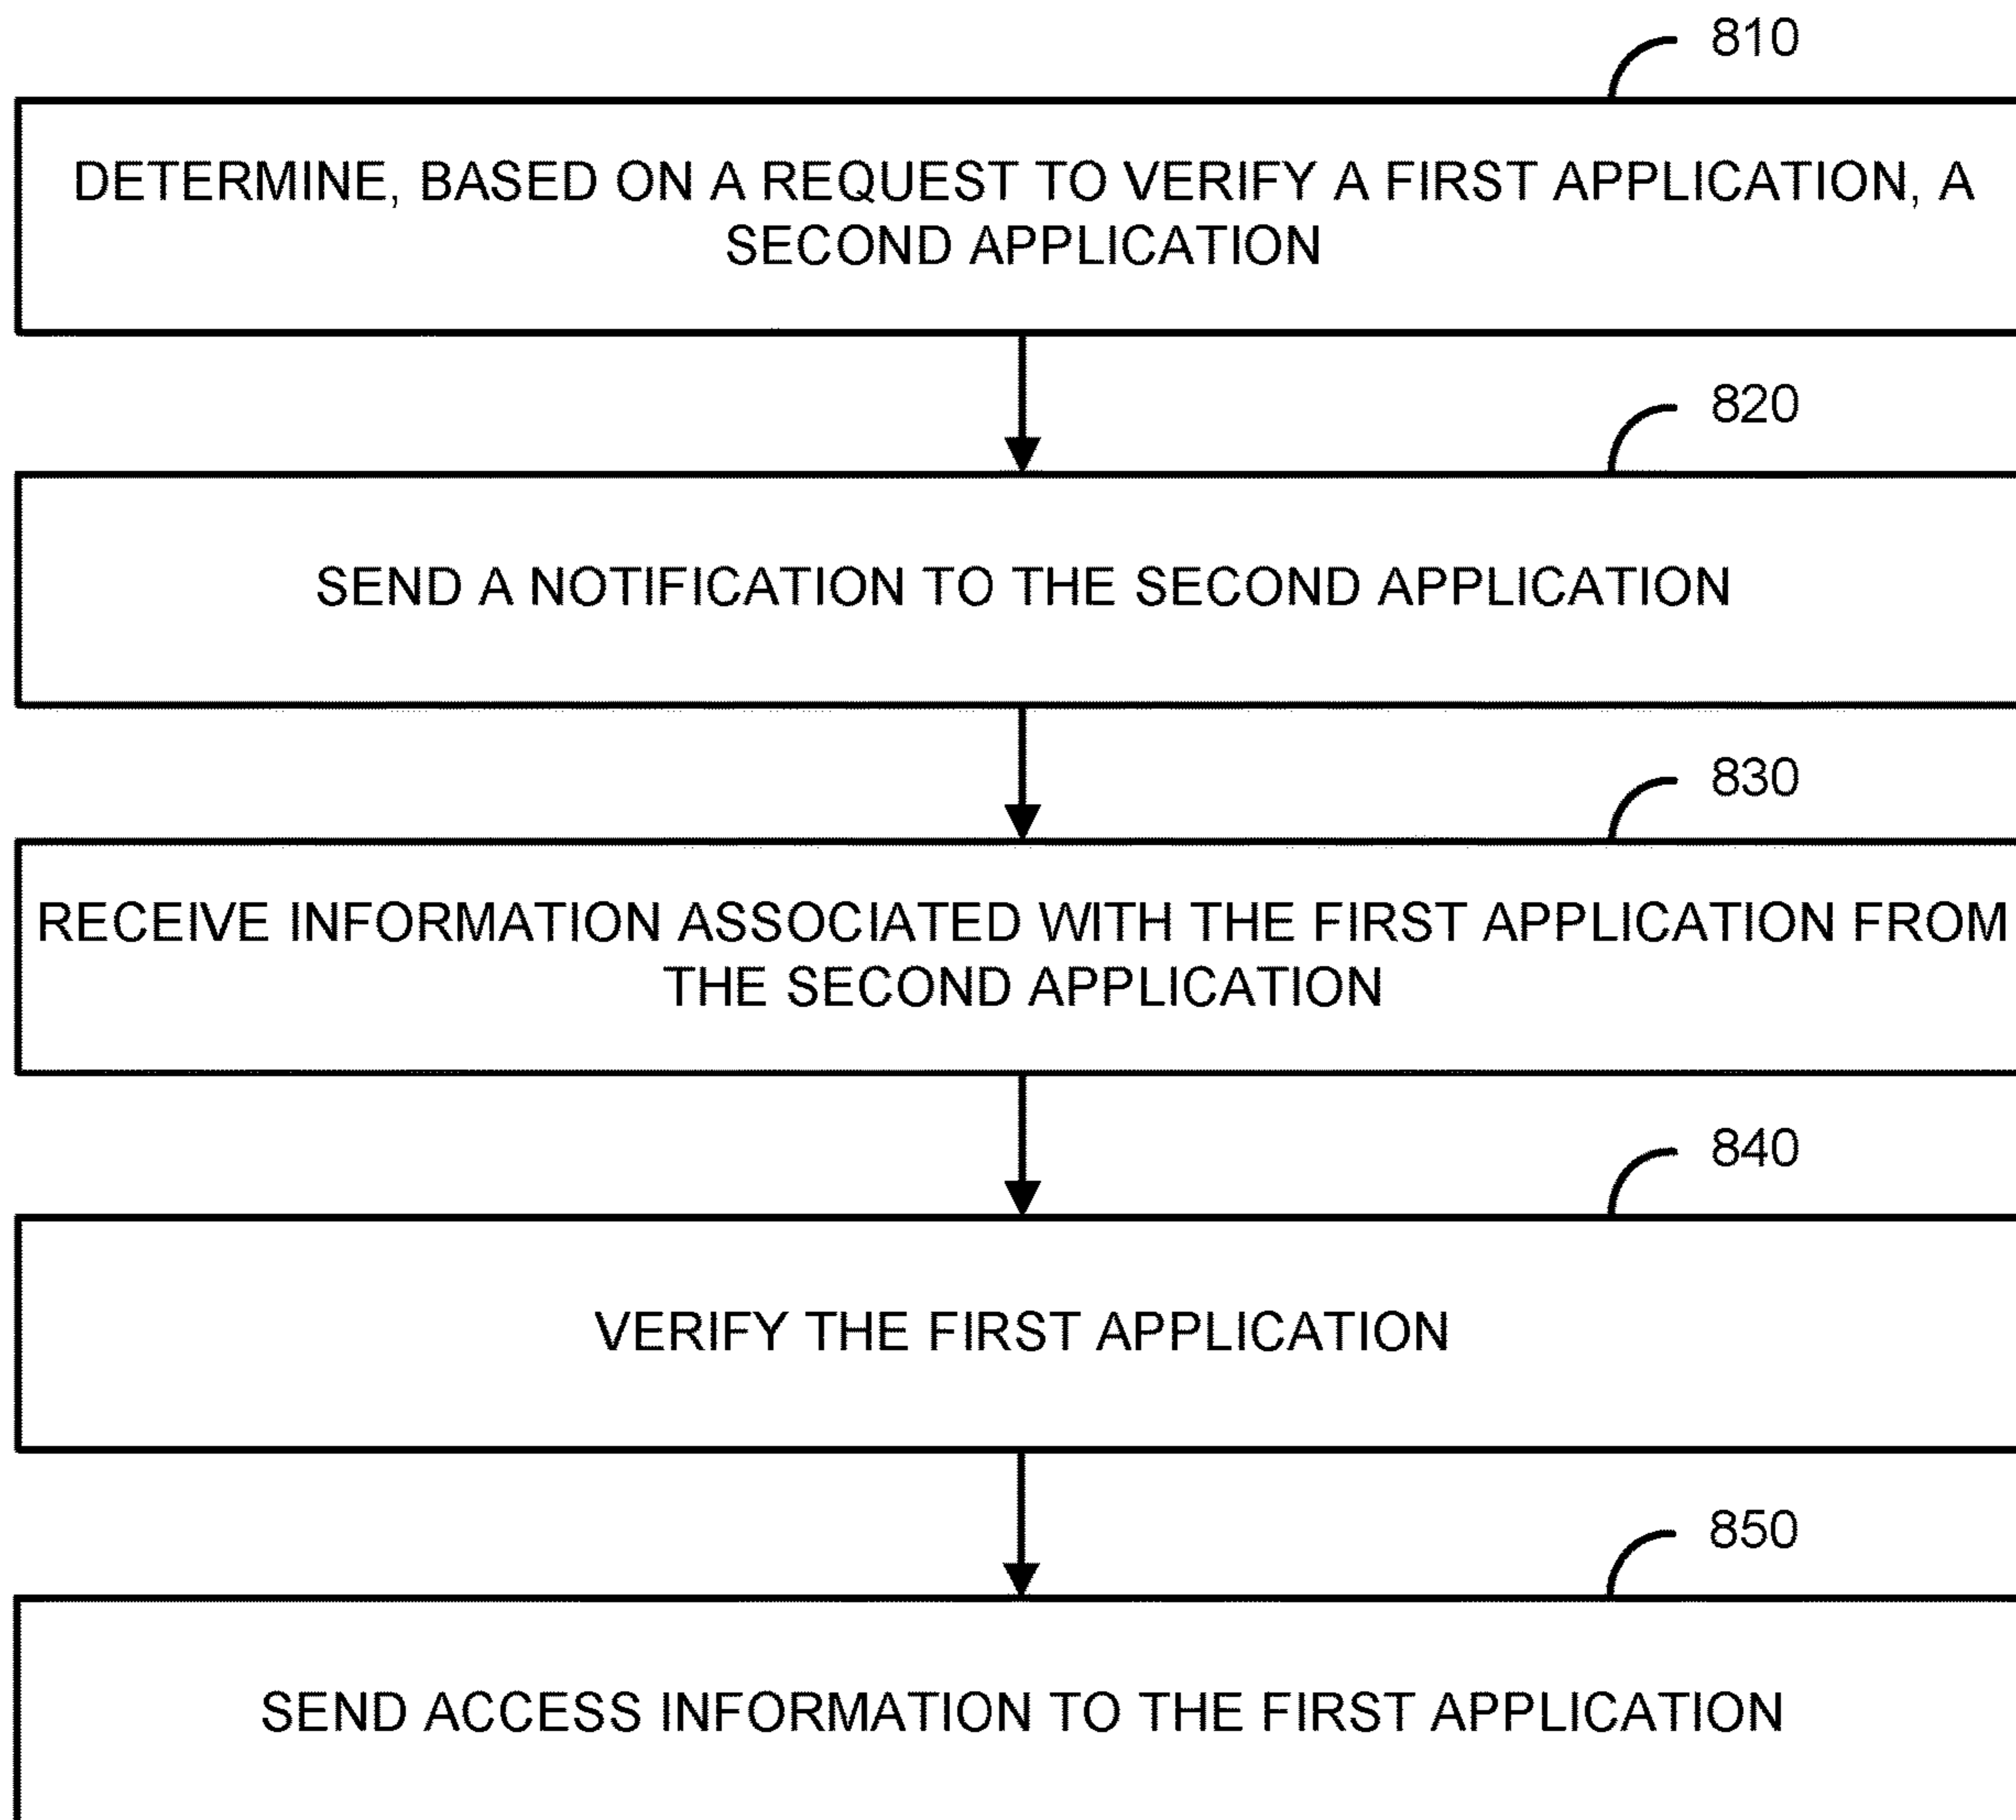 810
DETERMINE, BASED ON A REQUEST TO VERIFY A FIRST APPLICATION, A
SECOND APPLICATION
820
SEND A NOTIFICATION TO THE SECOND APPLICATION
830
RECEIVE INFORMATION ASSOCIATED WITH THE FIRST APPLICATION FROM
THE SECOND APPLICATION
840
VERIFY THE FIRST APPLICATION
850
SEND ACCESS INFORMATION TO THE FIRST APPLICATION